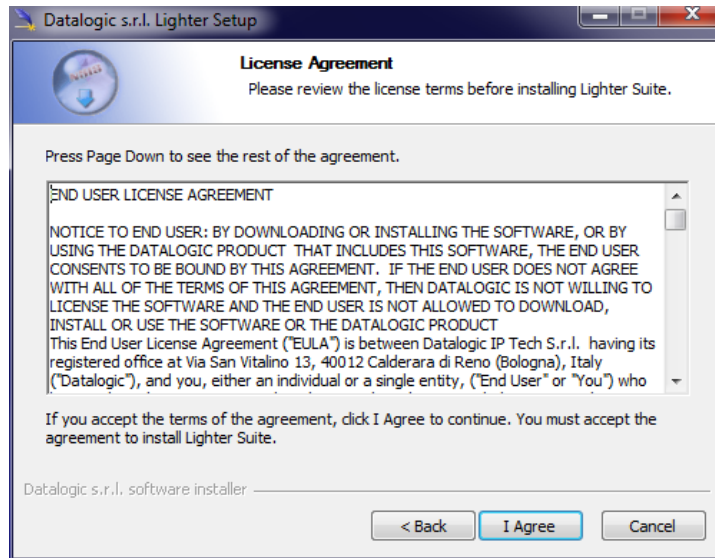 Datalogic s.r.l. Lighter Setup
License Agreement
Please review the license terms before installing Lighter Suite.
Press Page Down to see the rest of the agreement.
END USER LICENSE AGREEMENT
NOTICE TO END USER: BY DOWNLOADING OR INSTALLING THE SOFTWARE, OR BY
USING THE DATALOGIC PRODUCT  THAT INCLUDES THIS SOFTWARE, THE END USER
CONSENTS TO BE BOUND BY THIS AGREEMENT.  IF THE END USER DOES NOT AGREE
WITH ALL OF THE TERMS OF THIS AGREEMENT, THEN DATALOGIC IS NOT WILLING TO
LICENSE THE SOFTWARE AND THE END USER IS NOT ALLOWED TO DOWNLOAD,
INSTALL OR USE THE SOFTWARE OR THE DATALOGIC PRODUCT
This End User License Agreement ("EULA") is between Datalogic IP Tech S.r.l.  having its
registered office at Via San Vitalino 13, 40012 Calderara di Reno (Bologna), Italy
("Datalogic"), and you, either an individual or a single entity, ("End User" or "You") who
If you accept the terms of the agreement, click I Agree to continue. You must accept the
agreement to install Lighter Suite.
Datalogic s.r.l. software installer
< Back
I Agree
Cancel